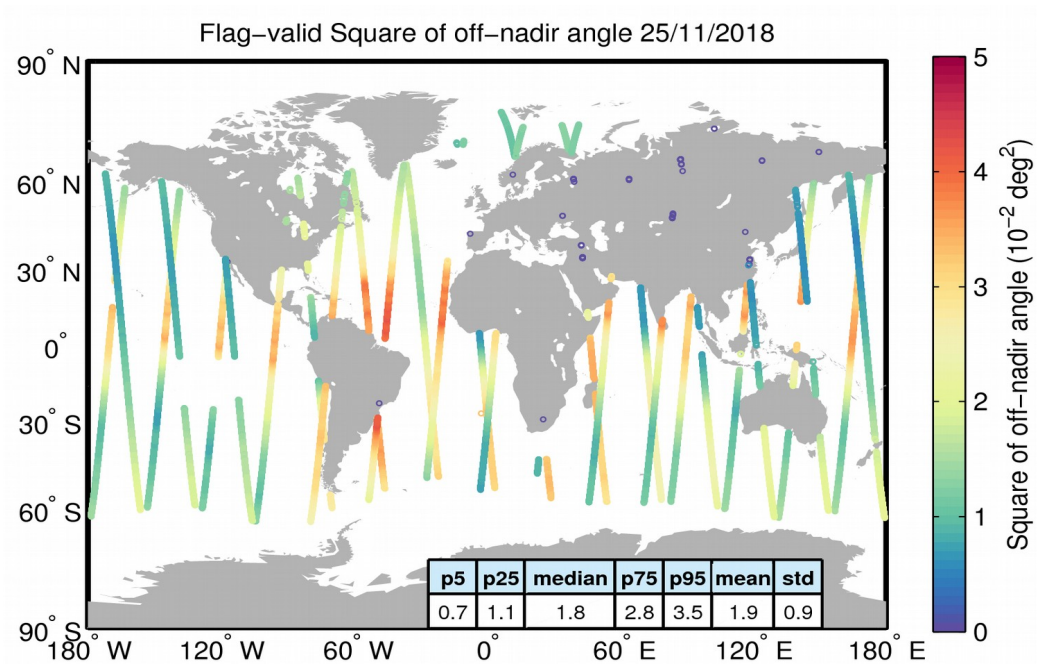 Flag−valid Square of off−nadir angle 25/11/2018
90° N
60° N
30° N
0°
30° S
60° S
90° S
180° W
120° W
60° W
0°
60° E
120° E
180° E
p5 p25 median p75 p95 mean std
0.7 1.1 1.8 2.8 3.5 1.9 0.9
5
4
3
2
1
0
Square of off−nadir angle (10⁻² deg²)